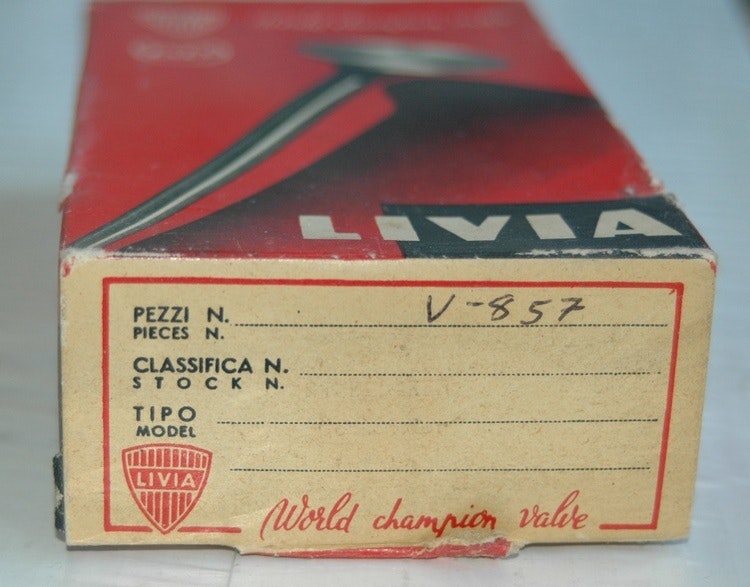 LIVIA
PEZZI N. V-857
PIECES N.
CLASSIFICA N.
STOCK N.
TIPO
MODEL
LIVIA
World champion valve